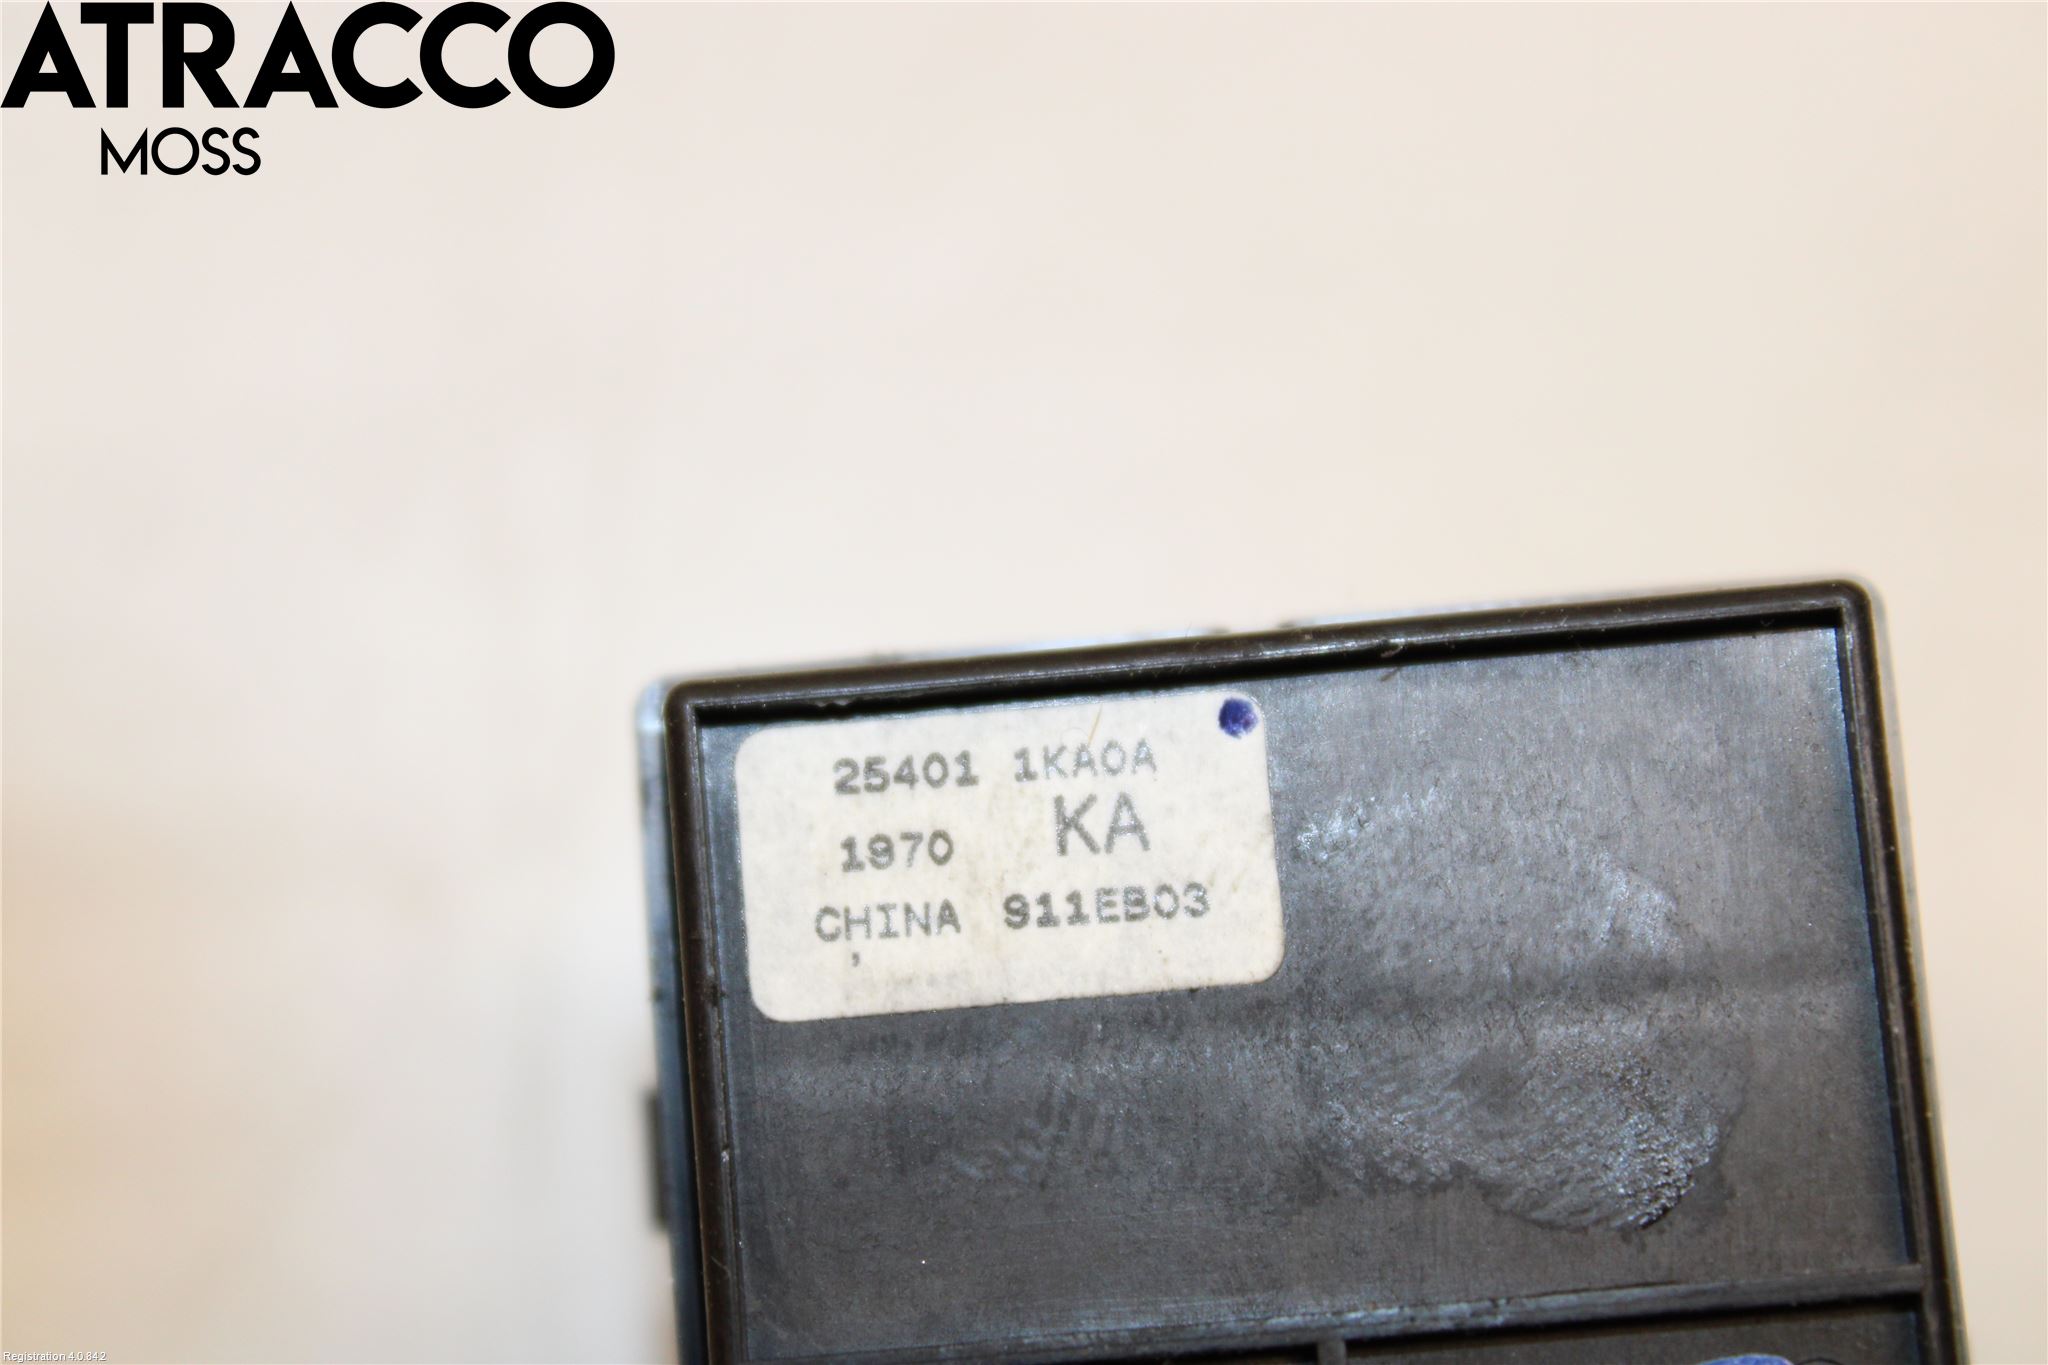 ATRACCO
MOSS
25401 1KA0A
1970 KA
CHINA 911EB03
Registration 4.0.842